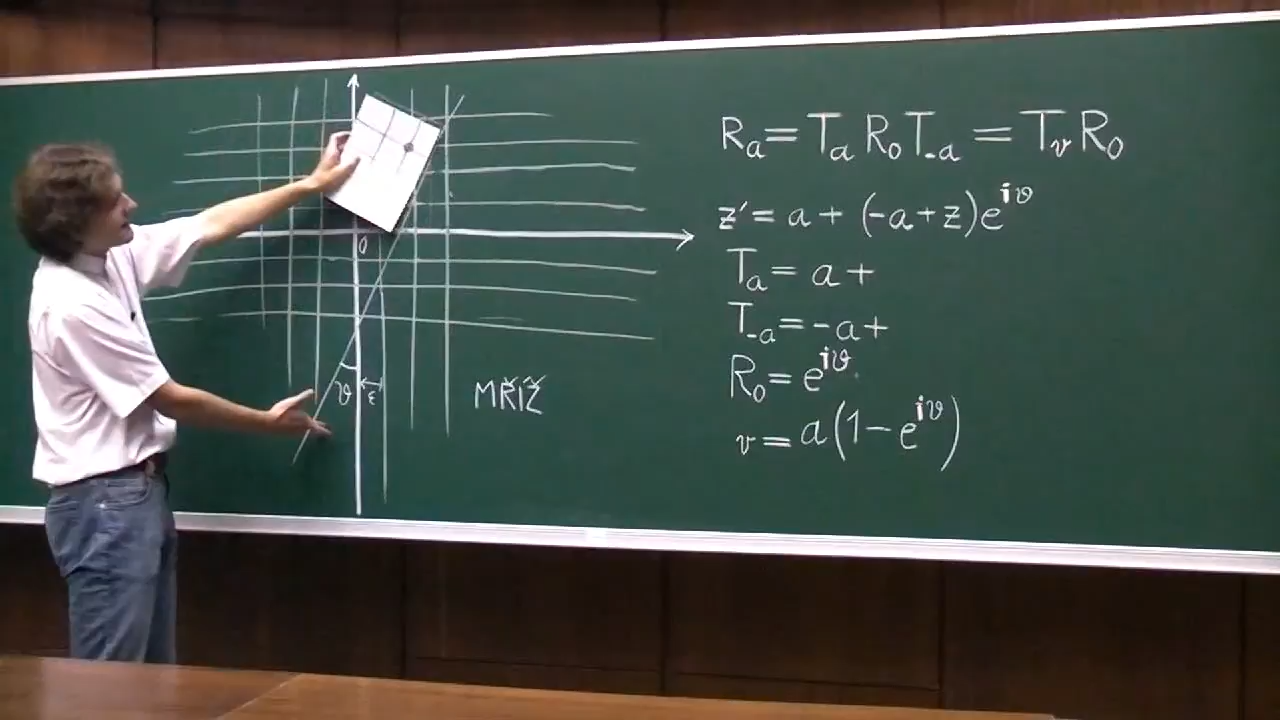 Rₐ = Tₐ R₀ T₋ₐ = Tᵥ R₀
z' = a + (-a+z)e^{iϑ}
Tₐ = a +
T₋ₐ = -a +
R₀ = e^{iϑ}
v = a(1 - e^{iϑ})
0
ϑ ε
MŘÍŽ